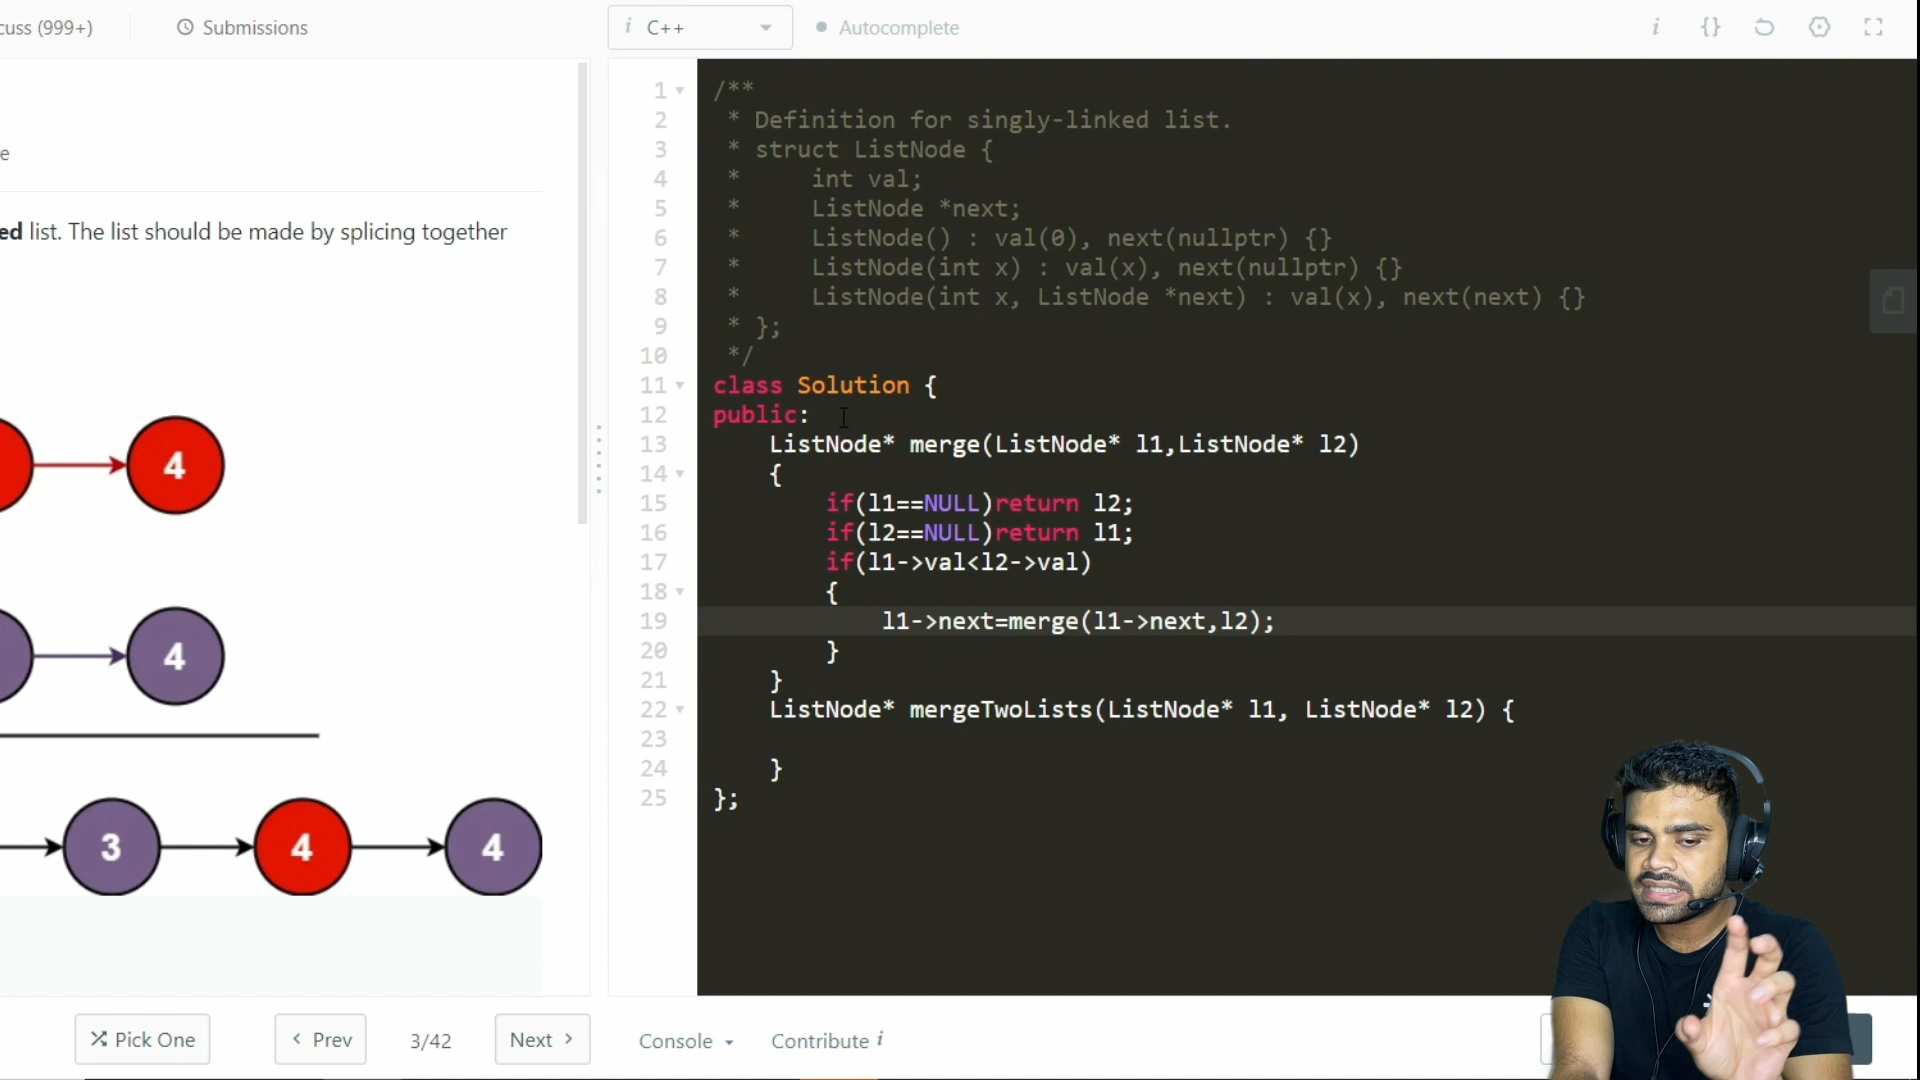 cuss (999+)
Submissions
i C++
Autocomplete
i {}
e
ed list. The list should be made by splicing together
4
4
3 4 4
1 /**
2 * Definition for singly-linked list.
3 * struct ListNode {
4 *     int val;
5 *     ListNode *next;
6 *     ListNode() : val(0), next(nullptr) {}
7 *     ListNode(int x) : val(x), next(nullptr) {}
8 *     ListNode(int x, ListNode *next) : val(x), next(next) {}
9 * };
10 */
11 class Solution {
12 public:
13     ListNode* merge(ListNode* l1,ListNode* l2)
14     {
15         if(l1==NULL)return l2;
16         if(l2==NULL)return l1;
17         if(l1->val<l2->val)
18         {
19             l1->next=merge(l1->next,l2);
20         }
21     }
22     ListNode* mergeTwoLists(ListNode* l1, ListNode* l2) {
23
24     }
25 };
Pick One
< Prev
3/42
Next >
Console
Contribute i